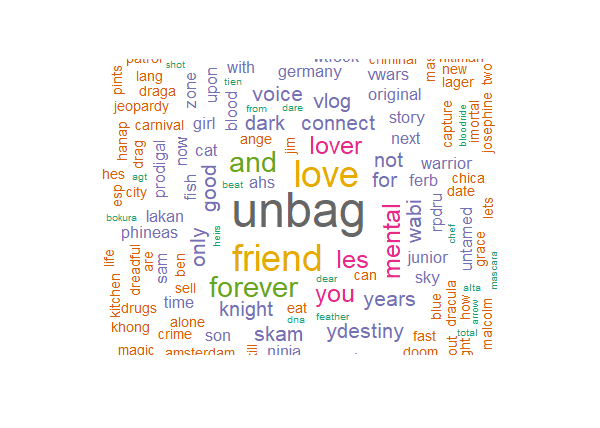 patrol
shot
criminal
pints
lang
zone
upon
with
tien
germany
vwars
new
two
draga
blood
voice
vlog
original
lager
jeopardy
from
dare
capture
bloodride
imortal
josephine
hanap
carnival
girl
dark
connect
story
drag
prodigal
now
cat
ange
jim
lover
next
hes
esp
agt
city
fish
good
and
beat
ahs
love
not
for
ferb
warrior
chica
date
bokura
lakan
phineas
only
heirs
unbag
mental
wabi
rpdru
untamed
chef
grace
lets
life
kitchen
dreadful
are
sam
ben
friend
les
junior
sky
mascara
sell
forever
dear
can
you
years
blue
dracula
how
alta
arrow
malcolm
drugs
time
knight
eat
khong
alone
dna
feather
crime
son
skam
ydestiny
fast
out
total
magic
amsterdam
ninja
doom